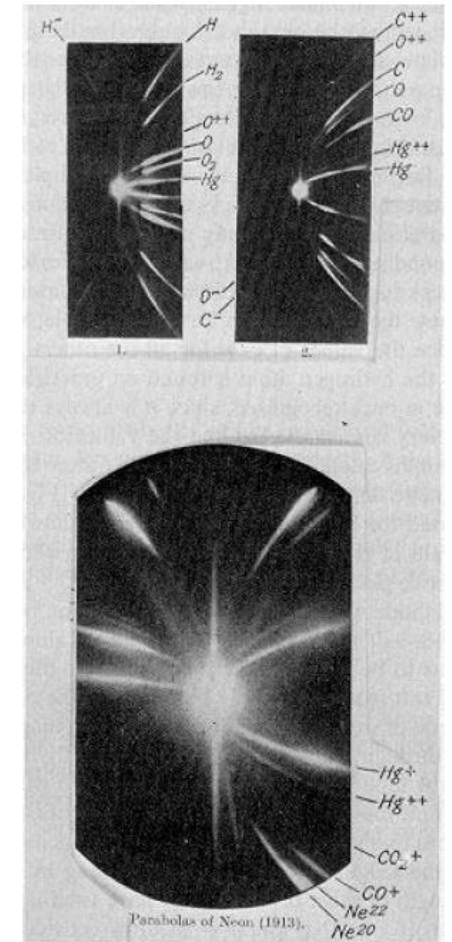 H⁻
H
H₂
O++
O
O₂
Hg
1.
C++
O++
C
O
CO
Hg++
Hg
O⁻
C⁻
2.
Hg+
Hg++
CO₂+
CO+
Ne22
Ne20
Parabolas of Neon (1913).